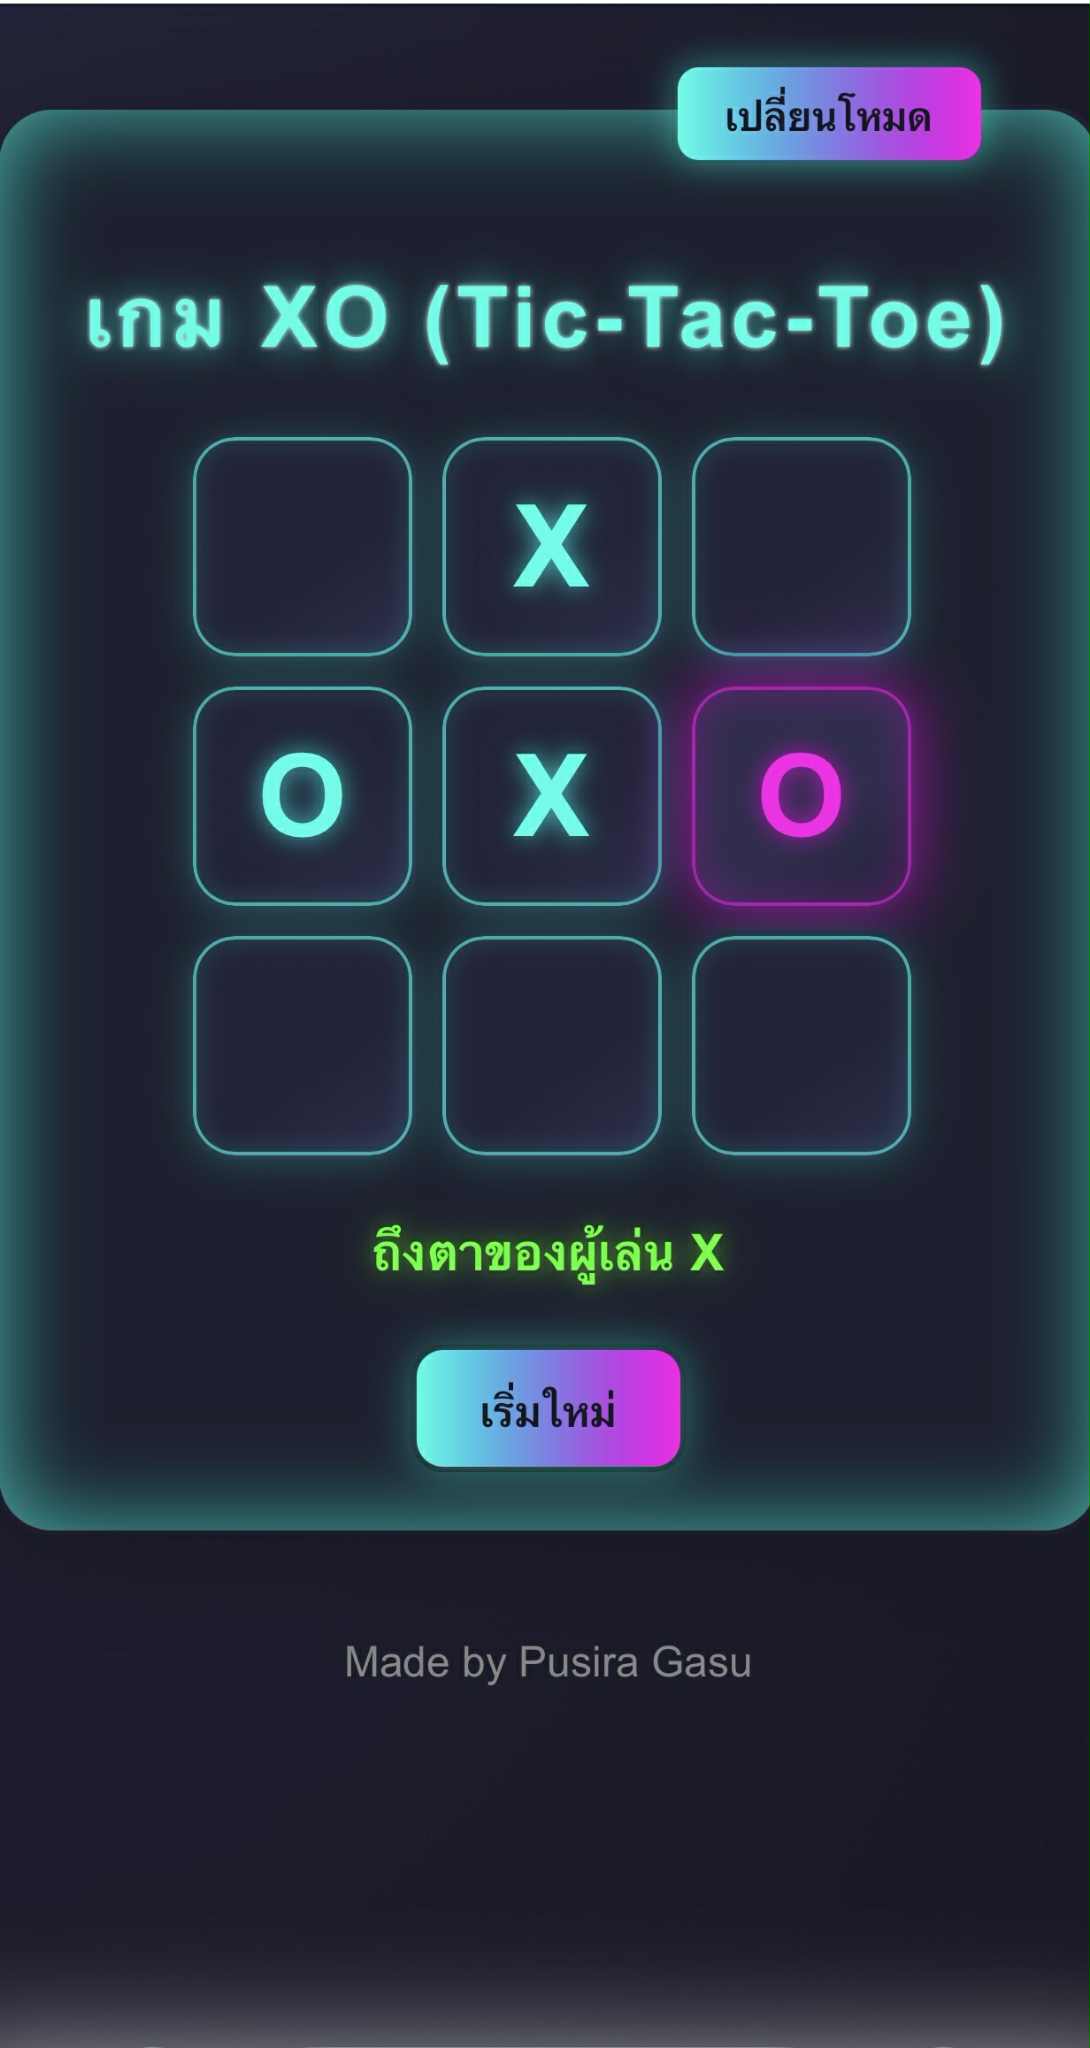 เปลี่ยนโหมด
เกม XO (Tic-Tac-Toe)
X
O X O
ถึงตาของผู้เล่น X
เริ่มใหม่
Made by Pusira Gasu